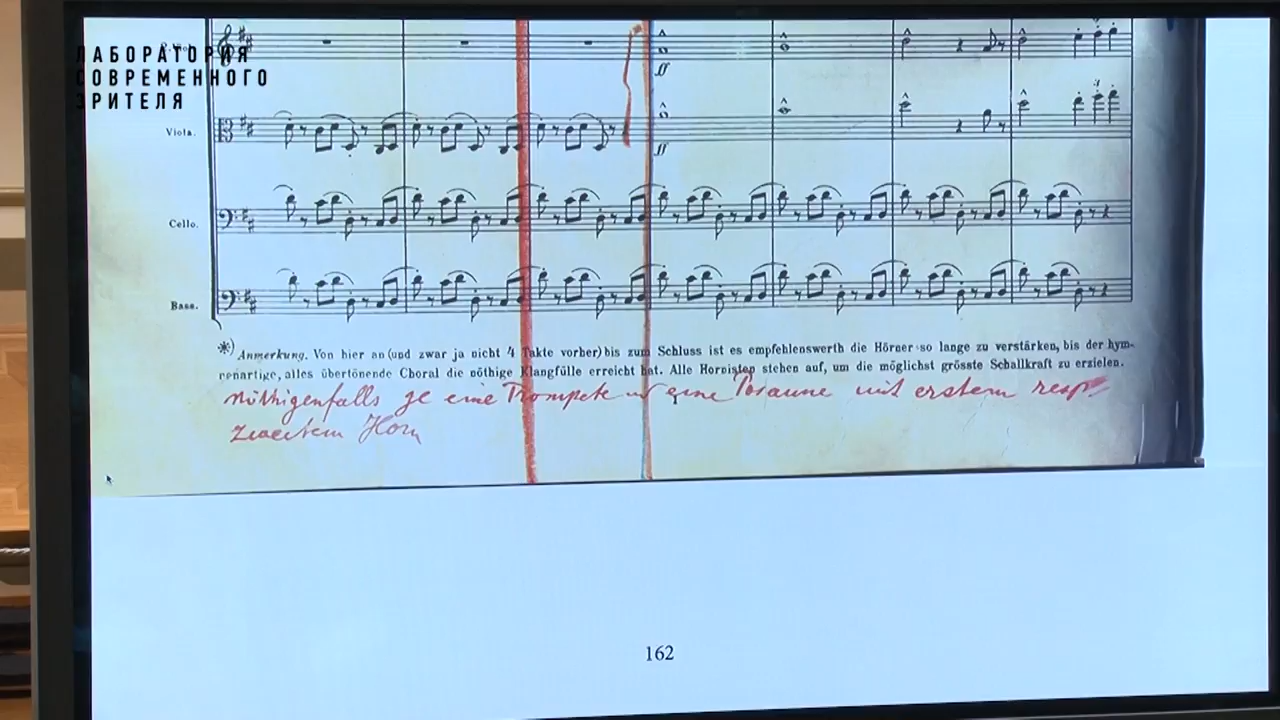 ЛАБОРАТОРИЯ
СОВРЕМЕННОГО
ЗРИТЕЛЯ
ff
Viola.
ff
Cello.
Bass.
*) Anmerkung. Von hier an (und zwar ja nicht 4 Takte vorher) bis zum Schluss ist es empfehlenswerth die Hörner so lange zu verstärken, bis der hym-
nenartige, alles übertönende Choral die nöthige Klangfülle erreicht hat. Alle Hornisten stehen auf, um die möglichst grösste Schallkraft zu erzielen.
nöthigenfalls je eine Trompete u eine Posaune mit erstem resp
zweitem Horn
162